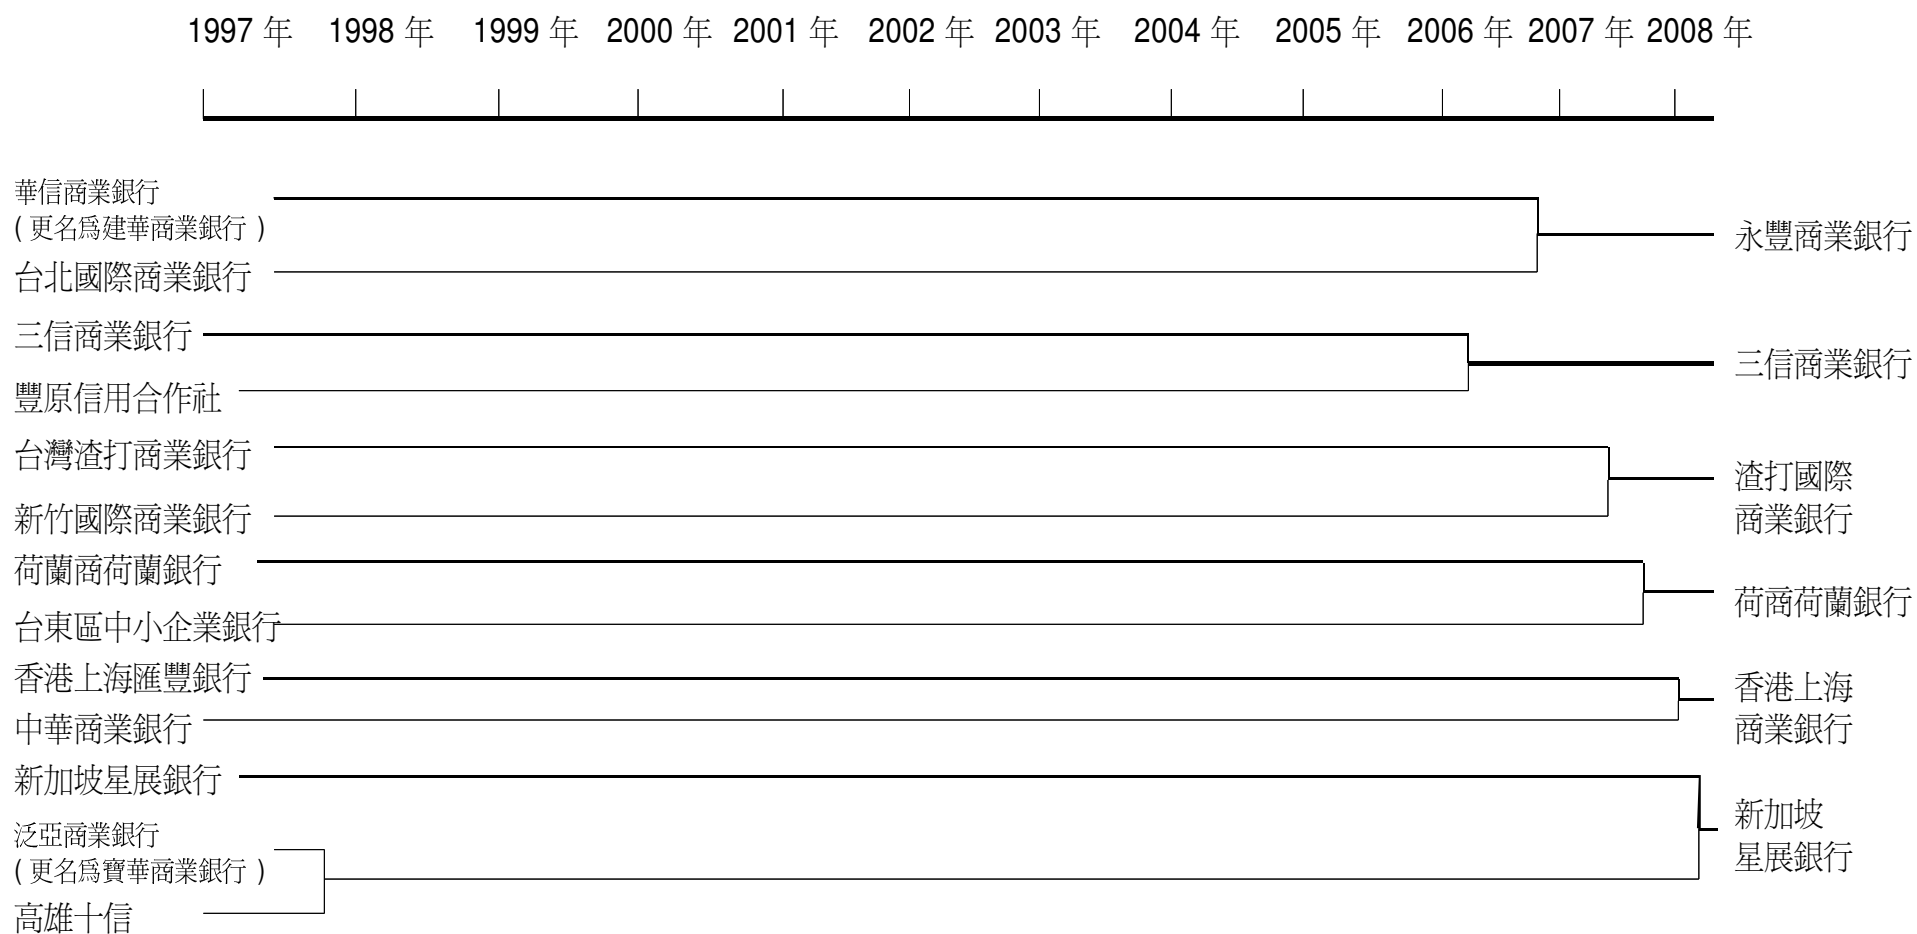 1997 年 1998 年 1999 年 2000 年 2001 年 2002 年 2003 年 2004 年 2005 年 2006 年 2007 年 2008 年
華信商業銀行
( 更名爲建華商業銀行 )
台北國際商業銀行
永豐商業銀行
三信商業銀行
豐原信用合作社
三信商業銀行
台灣渣打商業銀行
新竹國際商業銀行
渣打國際
商業銀行
荷蘭商荷蘭銀行
台東區中小企業銀行
荷商荷蘭銀行
香港上海匯豐銀行
中華商業銀行
香港上海
商業銀行
新加坡星展銀行
泛亞商業銀行
( 更名爲寶華商業銀行 )
高雄十信
新加坡
星展銀行